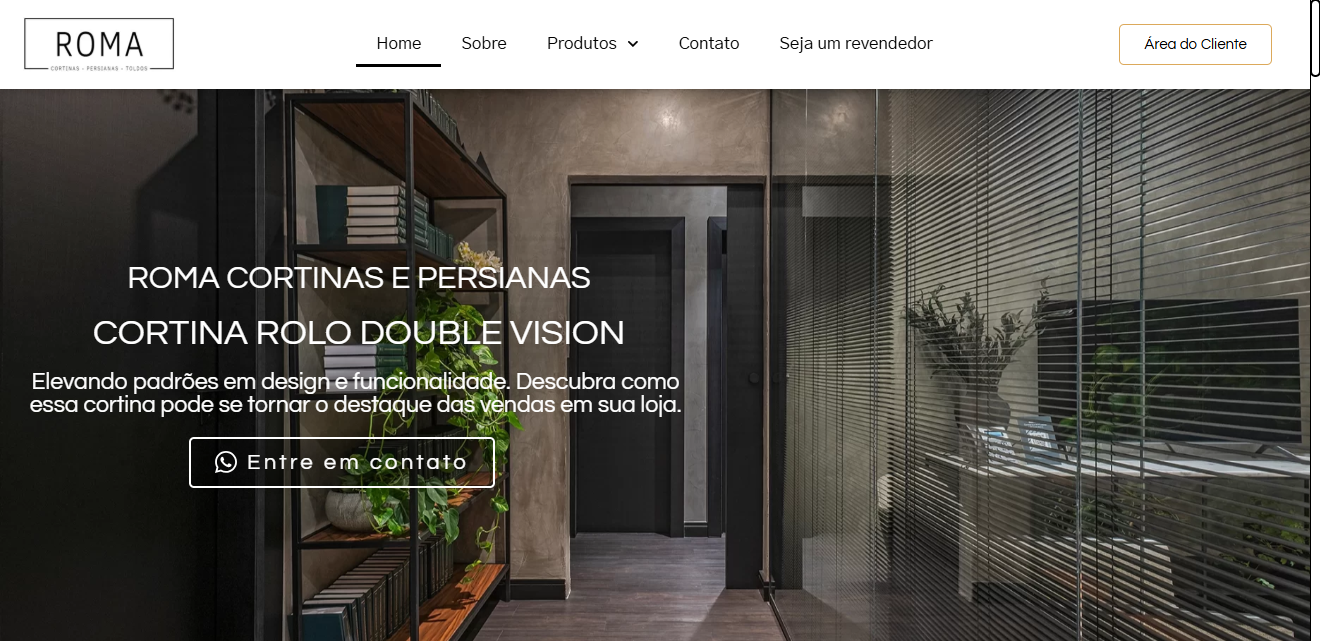 ROMA
CORTINAS - PERSIANAS - TOLDOS
Home
Sobre
Produtos
Contato
Seja um revendedor
Área do Cliente
ROMA CORTINAS E PERSIANAS
CORTINA ROLO DOUBLE VISION
Elevando padrões em design e funcionalidade. Descubra como
essa cortina pode se tornar o destaque das vendas em sua loja.
Entre em contato